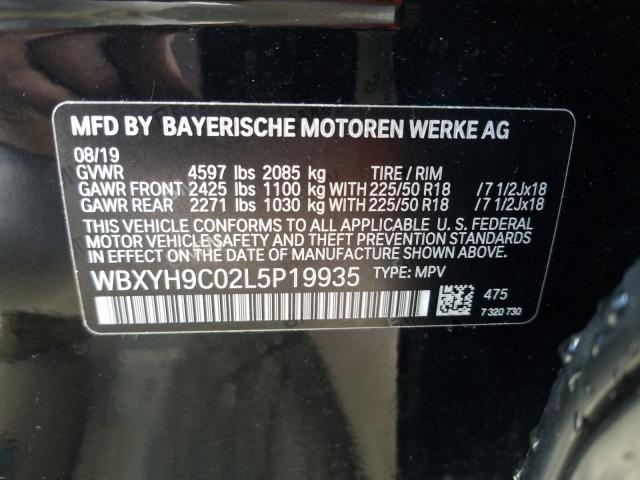 MFD BY BAYERISCHE MOTOREN WERKE AG
08/19
GVWR 4597 lbs 2085 kg TIRE / RIM
GAWR FRONT 2425 lbs 1100 kg WITH 225/50 R18 /7 1/2Jx18
GAWR REAR 2271 lbs 1030 kg WITH 225/50 R18 /7 1/2Jx18
THIS VEHICLE CONFORMS TO ALL APPLICABLE U. S. FEDERAL
MOTOR VEHICLE SAFETY AND THEFT PREVENTION STANDARDS
IN EFFECT ON THE DATE OF MANUFACTURE SHOWN ABOVE.
WBXYH9C02L5P19935 TYPE: MPV
475
7 320 730